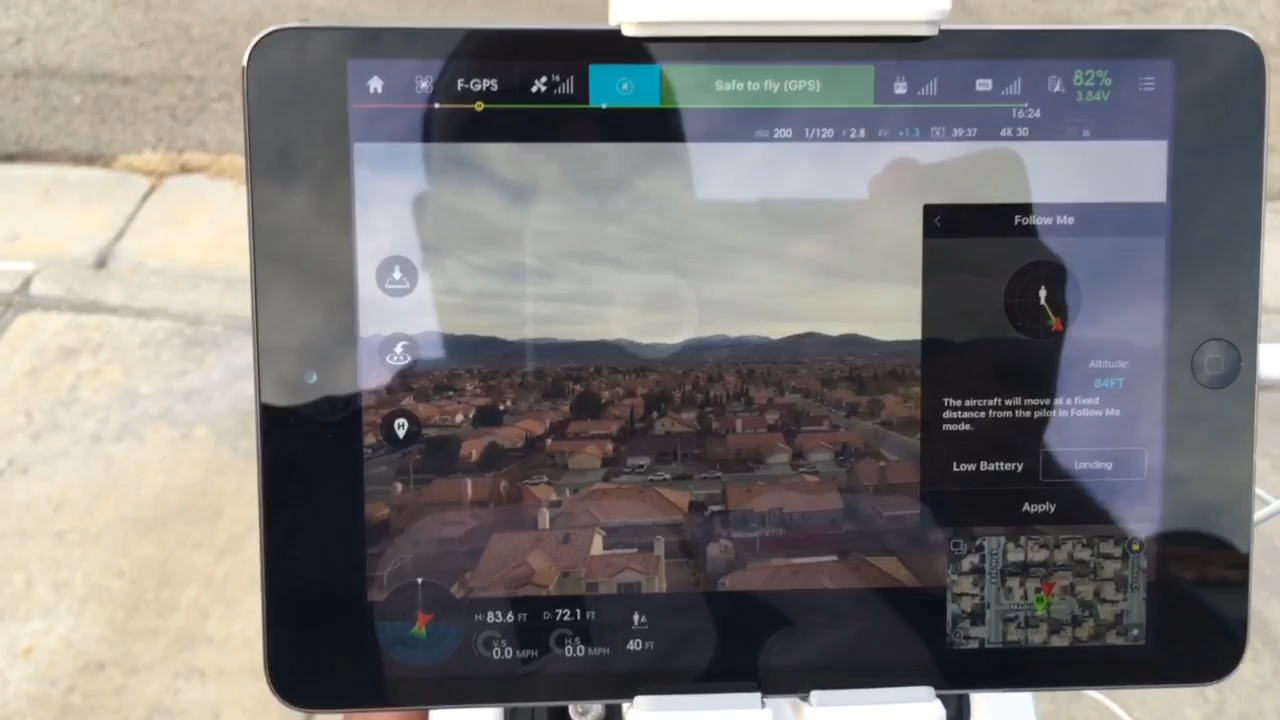 F-GPS
16
Safe to fly (GPS)
82%
3.84V
16:24
ISO 200 1/120 F 2.8 EV +1.3 39:37 4K 30
Follow Me
Altitude:
84FT
The aircraft will move at a fixed
distance from the pilot in Follow Me
mode.
Low Battery Landing
Apply
H
H: 83.6 FT D: 72.1 FT
V.S
0.0 MPH
H.S
0.0 MPH
40 FT